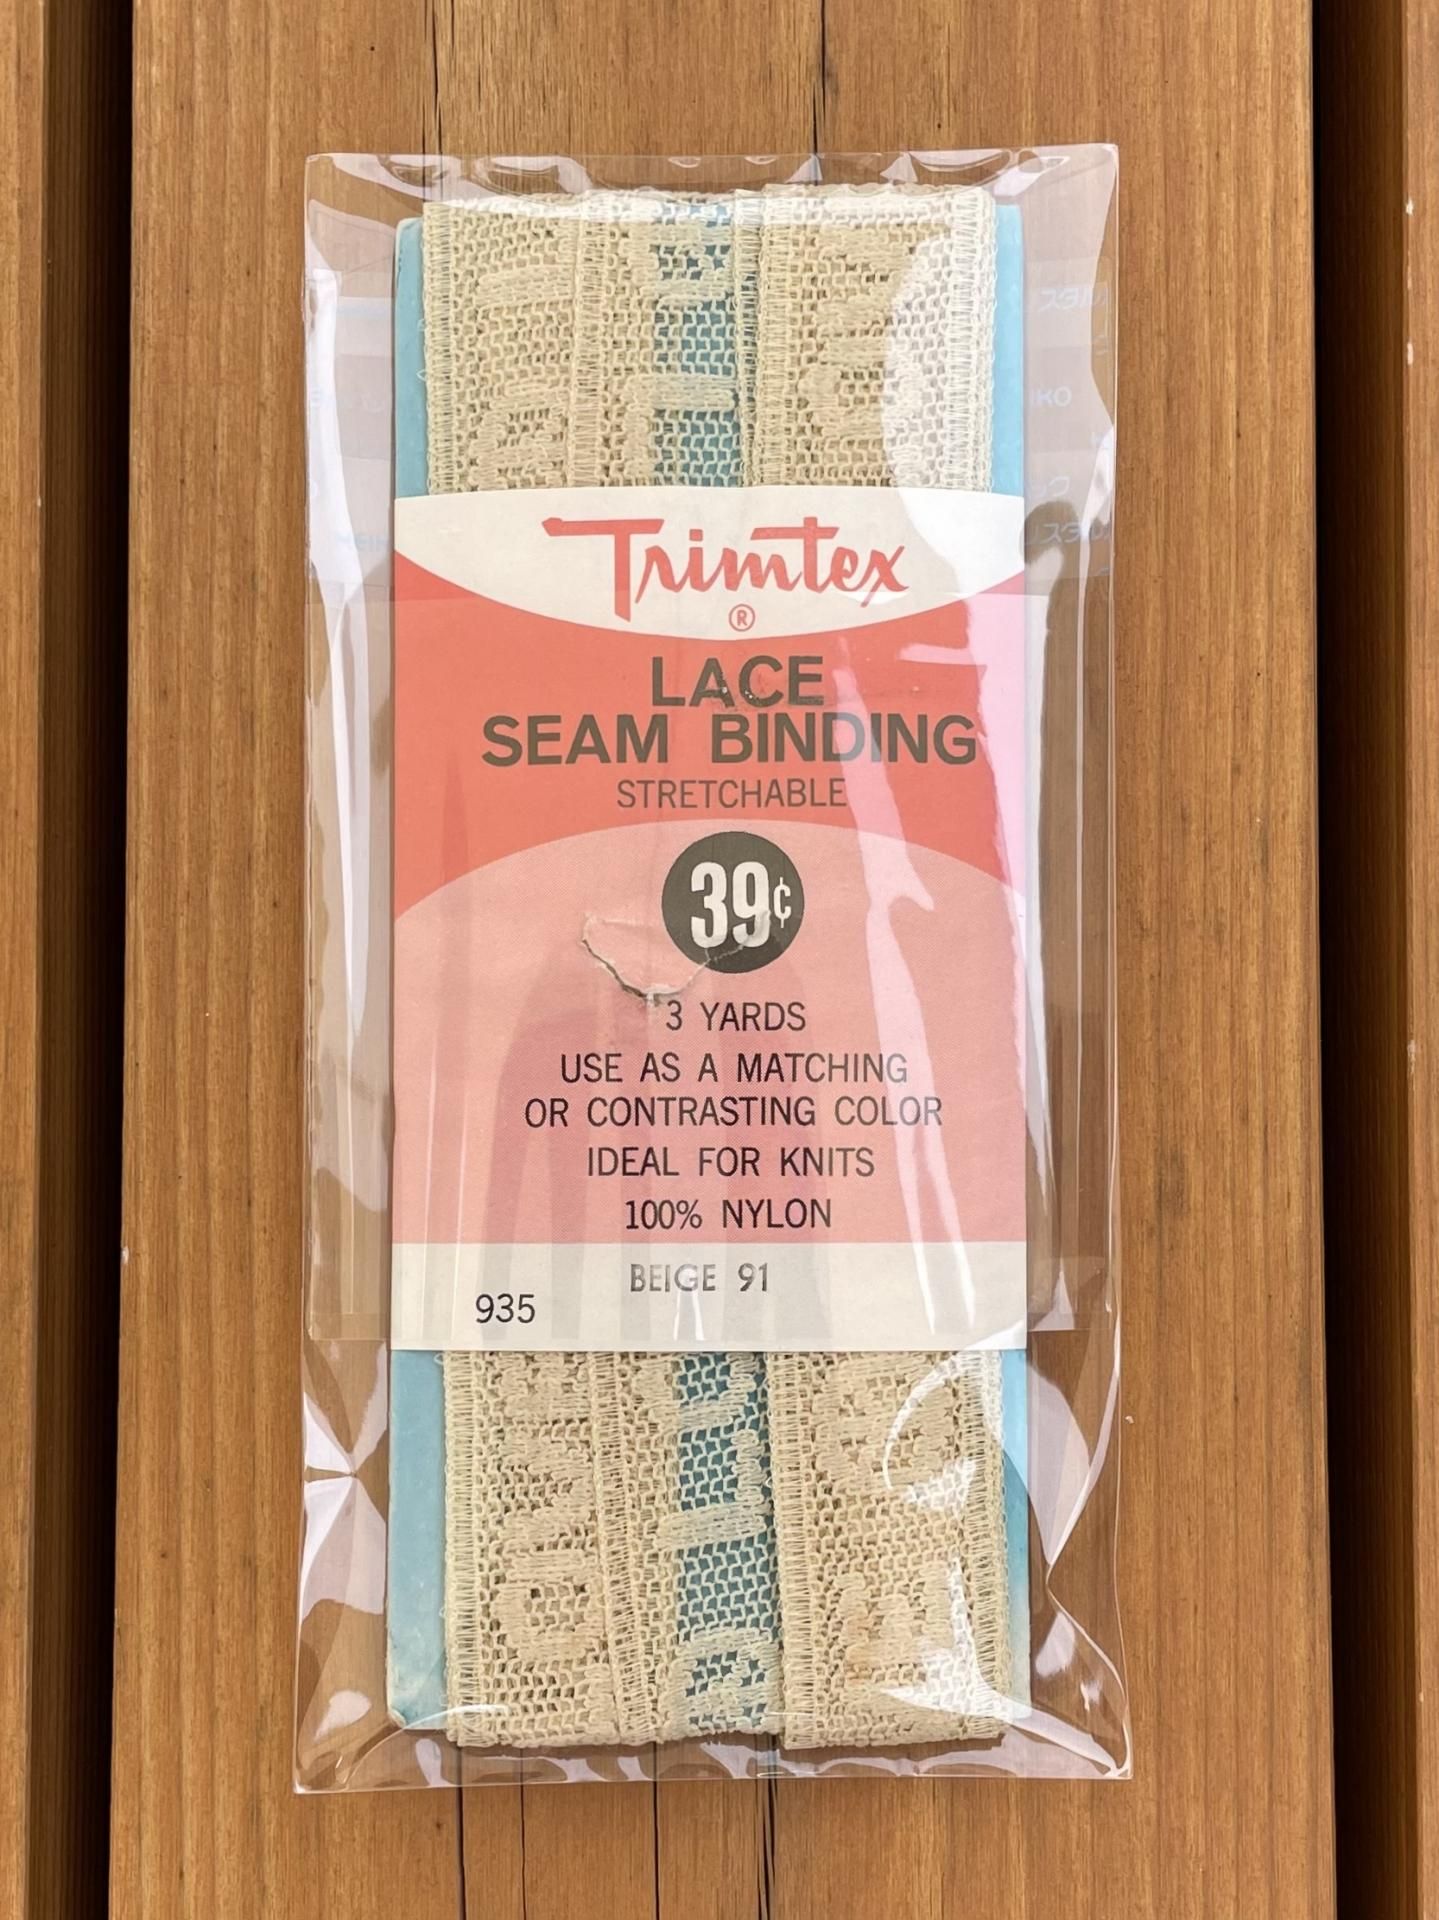 Trimtex
®
LACE
SEAM BINDING
STRETCHABLE
39¢
3 YARDS
USE AS A MATCHING
OR CONTRASTING COLOR
IDEAL FOR KNITS
100% NYLON
BEIGE 91
935